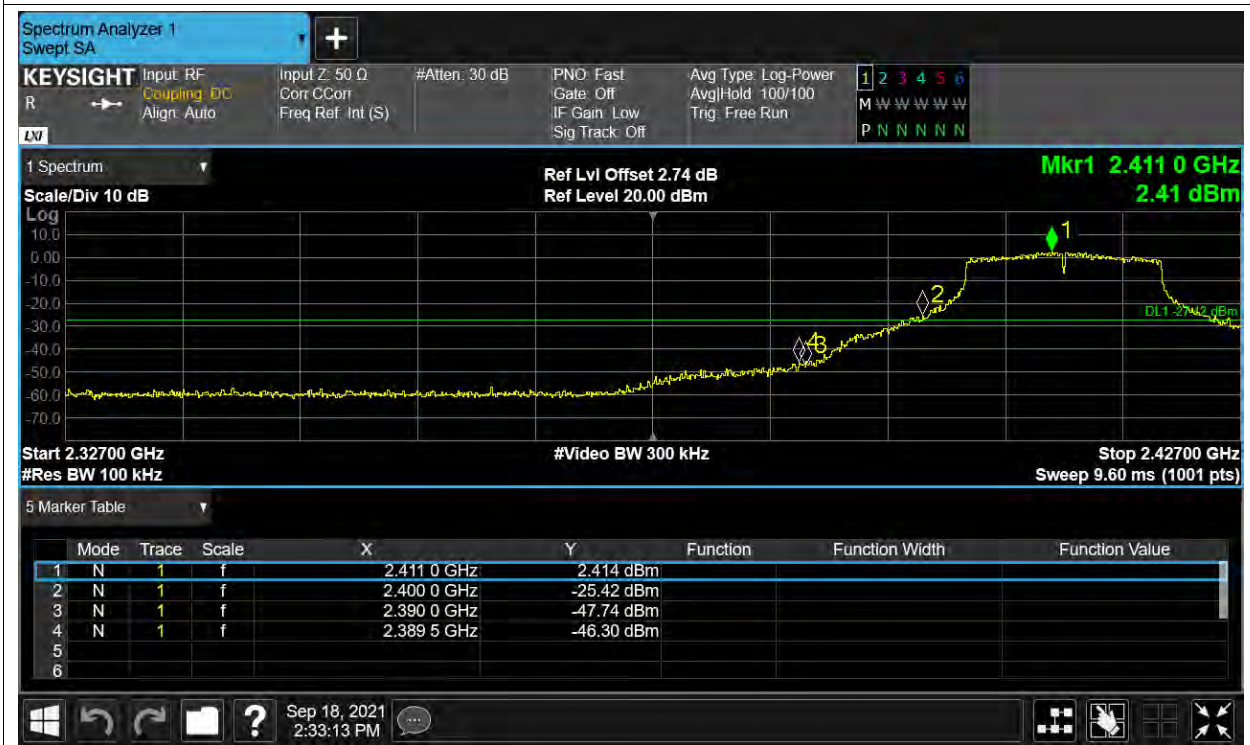 Spectrum Analyzer 1
Swept SA
+
KEYSIGHT Input: RF Input Z: 50 Ω #Atten: 30 dB PNO: Fast Avg Type: Log-Power 1 2 3 4 5 6
R Coupling: DC Corr CCorr Gate: Off Avg|Hold: 100/100 M W W W W W W
Align: Auto Freq Ref: Int (S) IF Gain: Low Trig: Free Run
LXI Sig Track: Off P N N N N N N
1 Spectrum Ref Lvl Offset 2.74 dB Mkr1 2.411 0 GHz
Scale/Div 10 dB Ref Level 20.00 dBm 2.41 dBm
Log
10.0
1
0.00
-10.0
-20.0
2
DL1 -27.42 dBm
-30.0
-40.0
4 3
-50.0
-60.0
-70.0
Start 2.32700 GHz #Video BW 300 kHz Stop 2.42700 GHz
#Res BW 100 kHz Sweep 9.60 ms (1001 pts)
5 Marker Table
Mode Trace Scale X Y Function Function Width Function Value
1 N 1 f 2.411 0 GHz 2.414 dBm
2 N 1 f 2.400 0 GHz -25.42 dBm
3 N 1 f 2.390 0 GHz -47.74 dBm
4 N 1 f 2.389 5 GHz -46.30 dBm
5
6
? Sep 18, 2021
2:33:13 PM